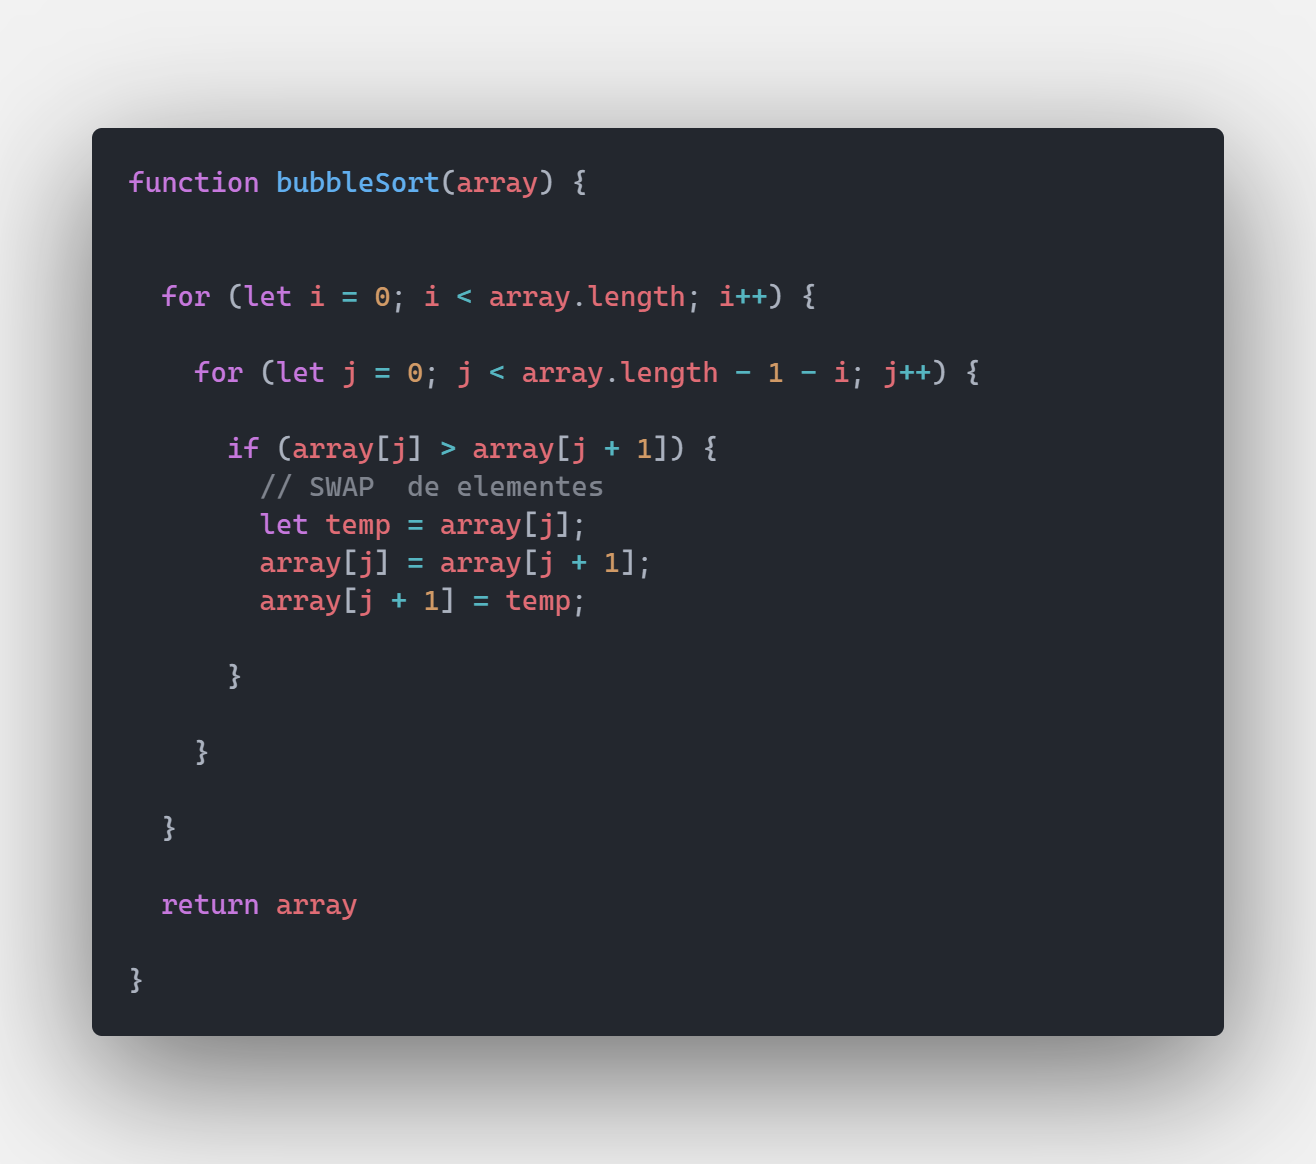 function bubbleSort(array) {
for (let i = 0; i < array.length; i++) {
for (let j = 0; j < array.length - 1 - i; j++) {
if (array[j] > array[j + 1]) {
// SWAP  de elementes
let temp = array[j];
array[j] = array[j + 1];
array[j + 1] = temp;
}
}
}
return array
}